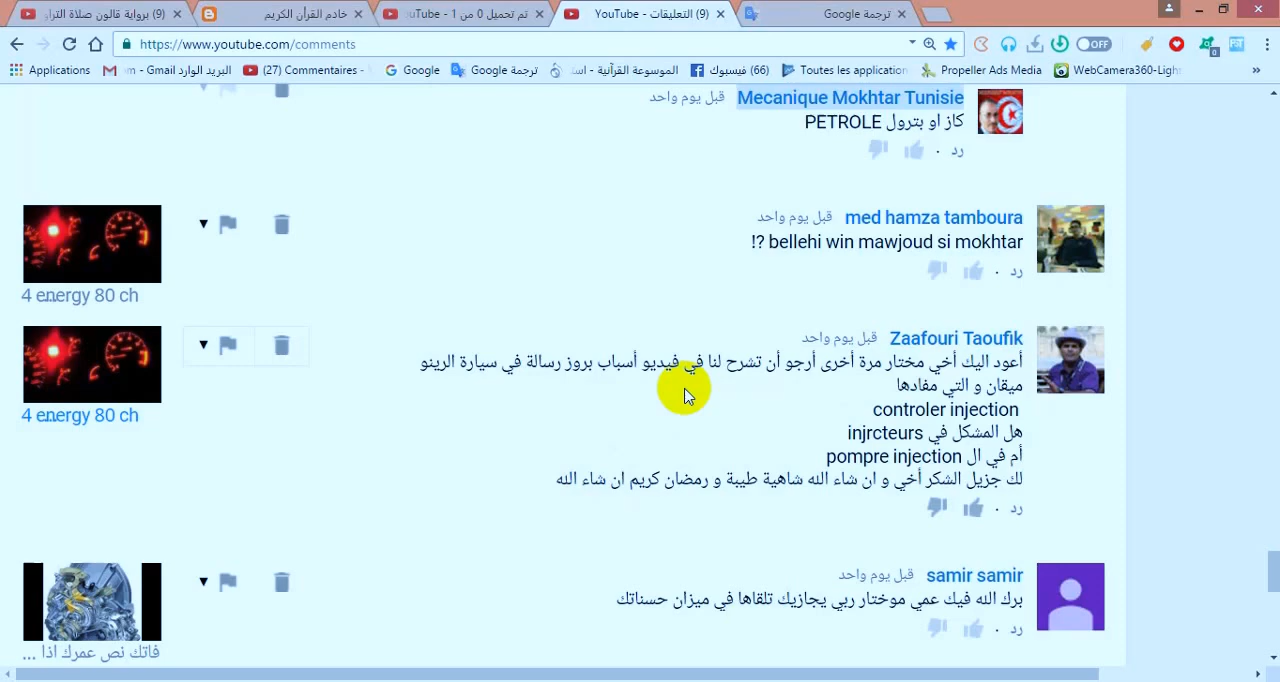 (9) برواية قالون صلاة التراو
خادم القرأن الكريم
تم تحميل 0 من 1 - YouTube
(9) التعليقات - YouTube
ترجمة Google
https://www.youtube.com/comments
OFF
Applications
البريد الوارد - Gmail
(27) Commentaires -
Google
ترجمة Google
الموسوعة القرآنية -
(66) فيسبوك
Toutes les application
Propeller Ads Media
WebCamera360-Ligh
»
Mecanique Mokhtar Tunisie قبل يوم واحد
كاز او بترول PETROLE
رد
med hamza tamboura قبل يوم واحد
bellehi win mawjoud si mokhtar ?!
رد
4 energy 80 ch
Zaafouri Taoufik قبل يوم واحد
أعود اليك أخي مختار مرة أخرى أرجو أن تشرح لنا في فيديو أسباب بروز رسالة في سيارة الرينو
ميقان و التي مفادها
controler injection
هل المشكل في injrcteurs
أم في ال pompre injection
لك جزيل الشكر أخي و ان شاء الله شاهية طيبة و رمضان كريم ان شاء الله
رد
4 energy 80 ch
samir samir قبل يوم واحد
برك الله فيك عمي موختار ربي يجازيك تلقاها في ميزان حسناتك
رد
فاتك نص عمرك اذا ...